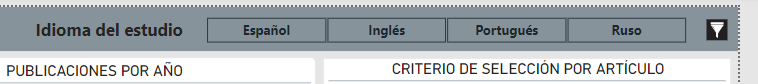 Idioma del estudio Español Inglés Portugués Ruso
PUBLICACIONES POR AÑO CRITERIO DE SELECCIÓN POR ARTÍCULO